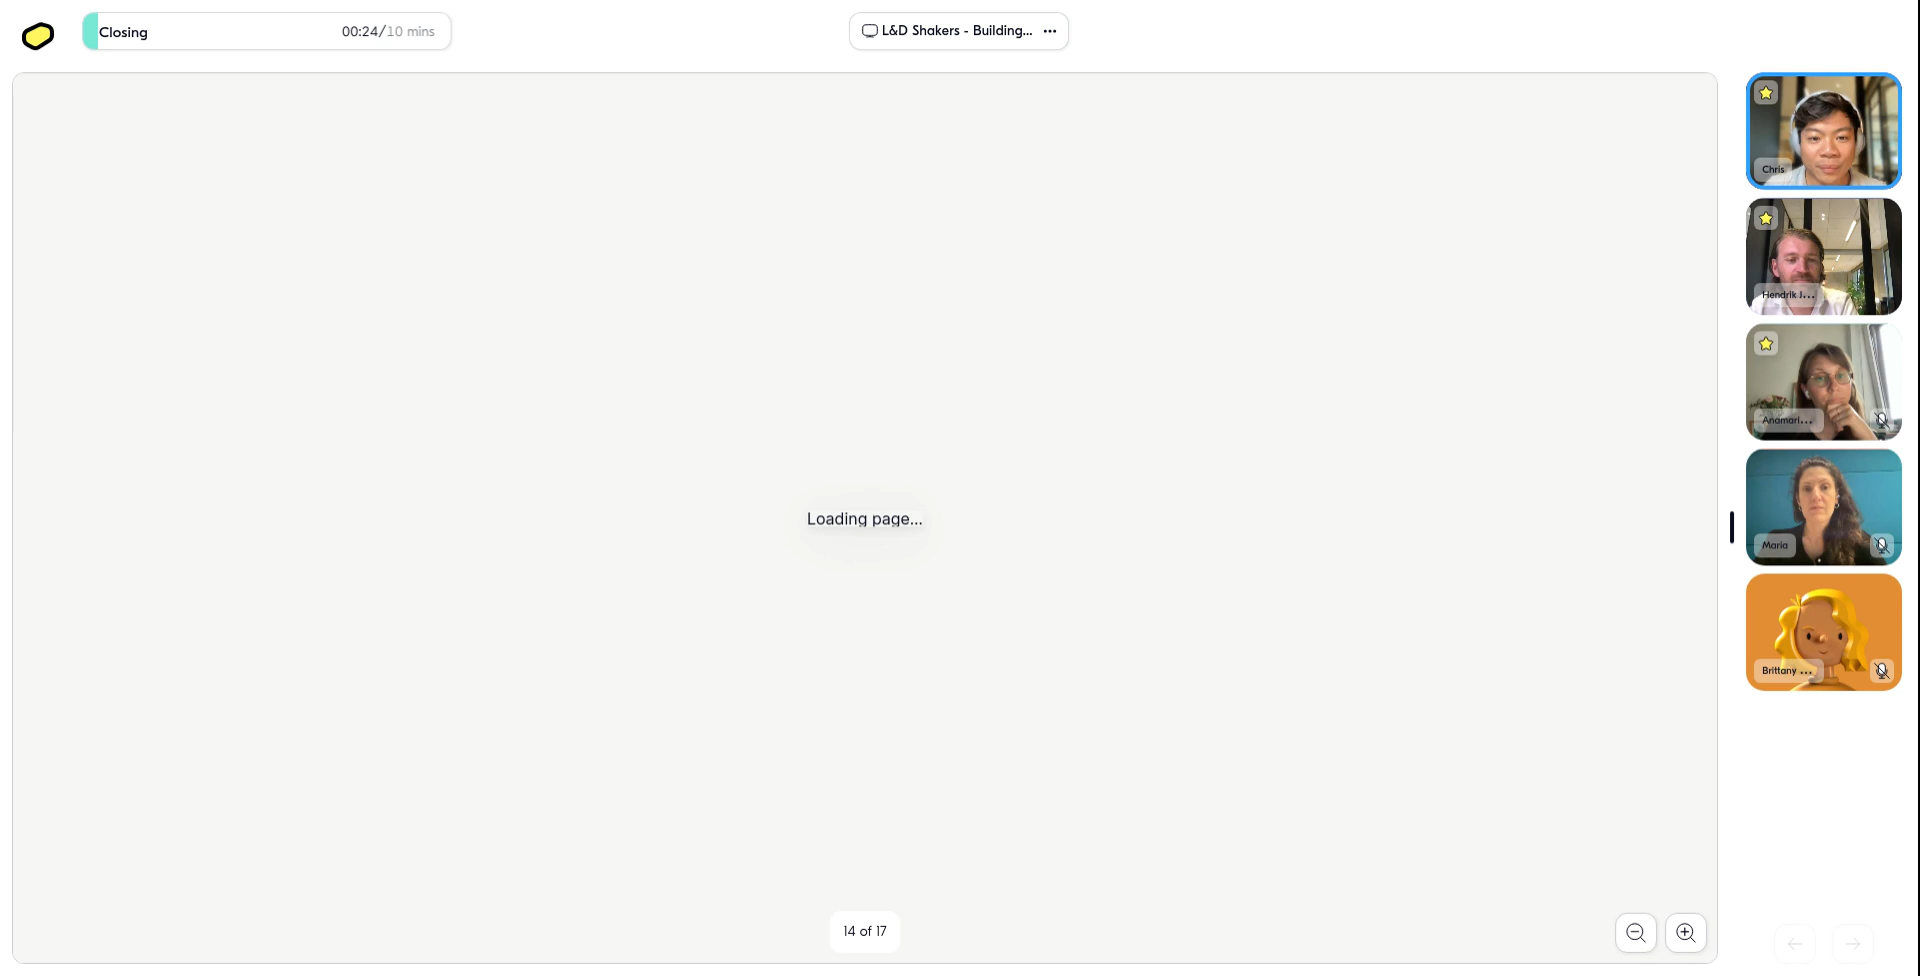 Closing
00:24/10 mins
L&D Shakers - Building...
Chris
Hendrik J...
Anamari...
Maria
Loading page...
Brittany ...
14 of 17